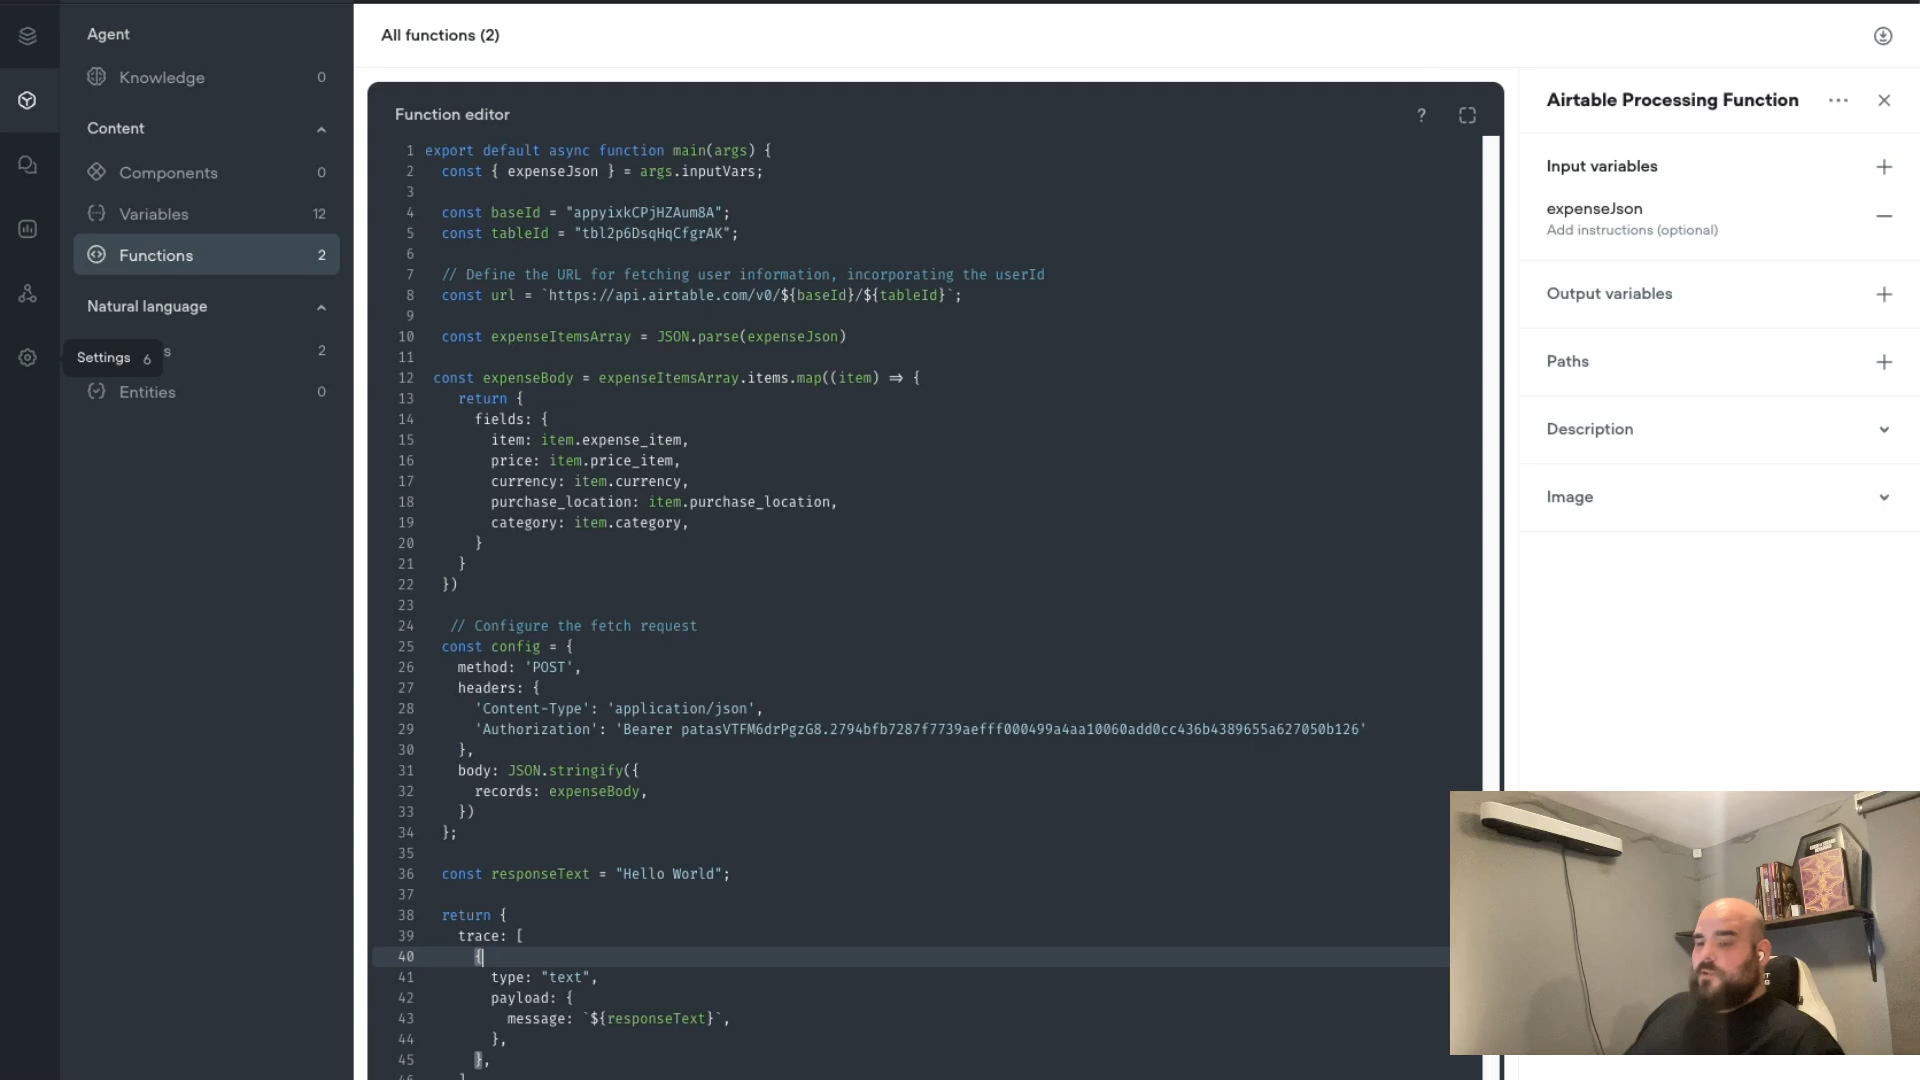 Agent
Knowledge 0
Content
Components 0
Variables 12
Functions 2
Natural language
Settings 6 s 2
Entities 0
All functions (2)
Function editor
?
1 export default async function main(args) {
2 const { expenseJson } = args.inputVars;
3
4 const baseId = "appyixkCPjHZAum8A";
5 const tableId = "tbl2p6DsqHqCfgrAK";
6
7 // Define the URL for fetching user information, incorporating the userId
8 const url = `https://api.airtable.com/v0/${baseId}/${tableId}`;
9
10 const expenseItemsArray = JSON.parse(expenseJson)
11
12 const expenseBody = expenseItemsArray.items.map((item) => {
13 return {
14 fields: {
15 item: item.expense_item,
16 price: item.price_item,
17 currency: item.currency,
18 purchase_location: item.purchase_location,
19 category: item.category,
20 }
21 }
22 })
23
24 // Configure the fetch request
25 const config = {
26 method: 'POST',
27 headers: {
28 'Content-Type': 'application/json',
29 'Authorization': 'Bearer patasVTFM6drPgzG8.2794bfb7287f7739aefff000499a4aa10060add0cc436b4389655a627050b126'
30 },
31 body: JSON.stringify({
32 records: expenseBody,
33 })
34 };
35
36 const responseText = "Hello World";
37
38 return {
39 trace: [
40 {
41 type: "text",
42 payload: {
43 message: `${responseText}`,
44 },
45 },
Airtable Processing Function
Input variables
expenseJson
Add instructions (optional)
Output variables
Paths
Description
Image